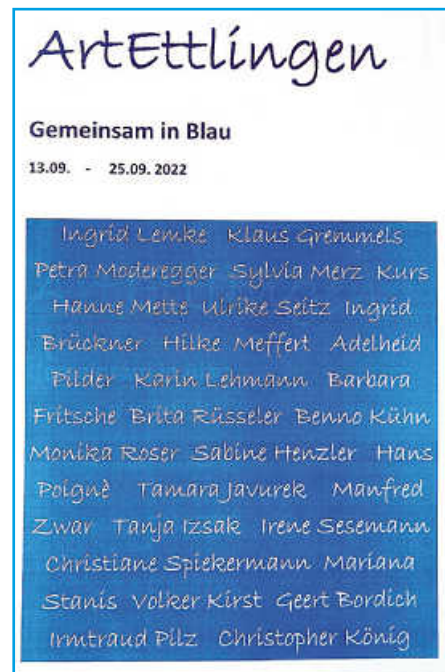 ArtEttlingen
Gemeinsam in Blau
13.09. - 25.09. 2022
Ingrid Lemke Klaus Gremmels
Petra Moderegger Sylvia Merz Kurs
Hanne Mette Ulrike Seitz Ingrid
Brückner Hilke Meffert Adelheid
Pilder Karin Lehmann Barbara
Fritsche Brita Rüsseler Benno Kühn
Monika Roser Sabine Henzler Hans
Poignè Tamara Javurek Manfred
Zwar Tanja Izsak Irene Sesemann
Christiane Spiekermann Mariana
Stanis Volker Kirst Geert Bordich
Irmtraud Pilz Christopher König